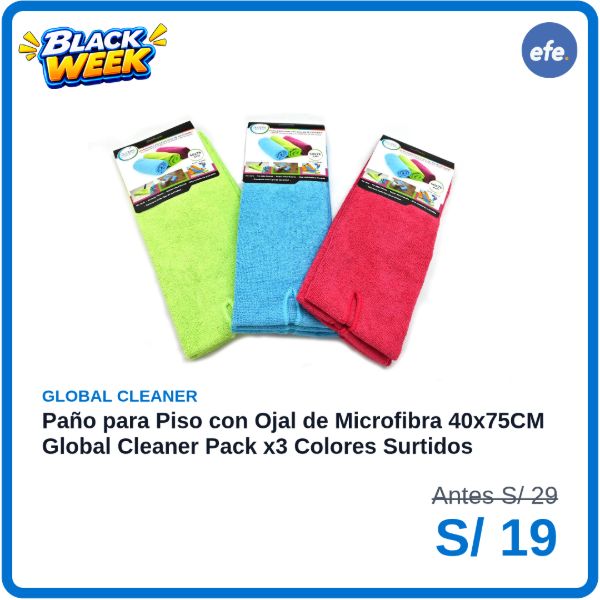 BLACK
WEEK
efe.
GLOBAL CLEANER
Paño para Piso con Ojal de Microfibra 40x75CM
Global Cleaner Pack x3 Colores Surtidos
Antes S/ 29
S/ 19